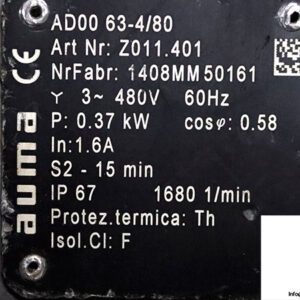 AD00 63-4/80
Art Nr: Z011.401
NrFabr: 1408MM50161
Y 3~ 480V 60Hz
P: 0.37 kW cosφ: 0.58
In:1.6A
S2 - 15 min
IP 67 1680 1/min
Protez.termica: Th
Isol.Cl: F
CE
auma